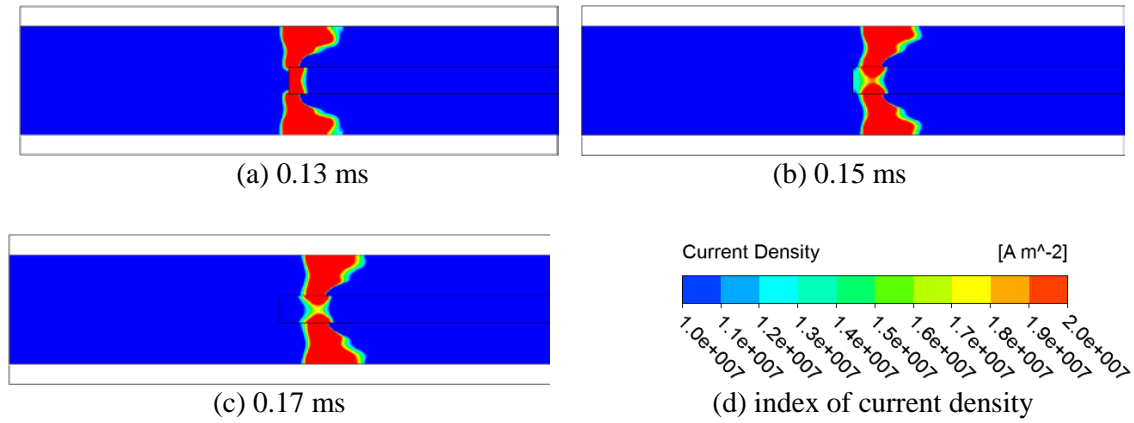 (a) 0.13 ms
(b) 0.15 ms
(c) 0.17 ms
Current Density [A m^-2]
1.0e+007
1.1e+007
1.2e+007
1.3e+007
1.4e+007
1.5e+007
1.6e+007
1.7e+007
1.8e+007
1.9e+007
2.0e+007
(d) index of current density